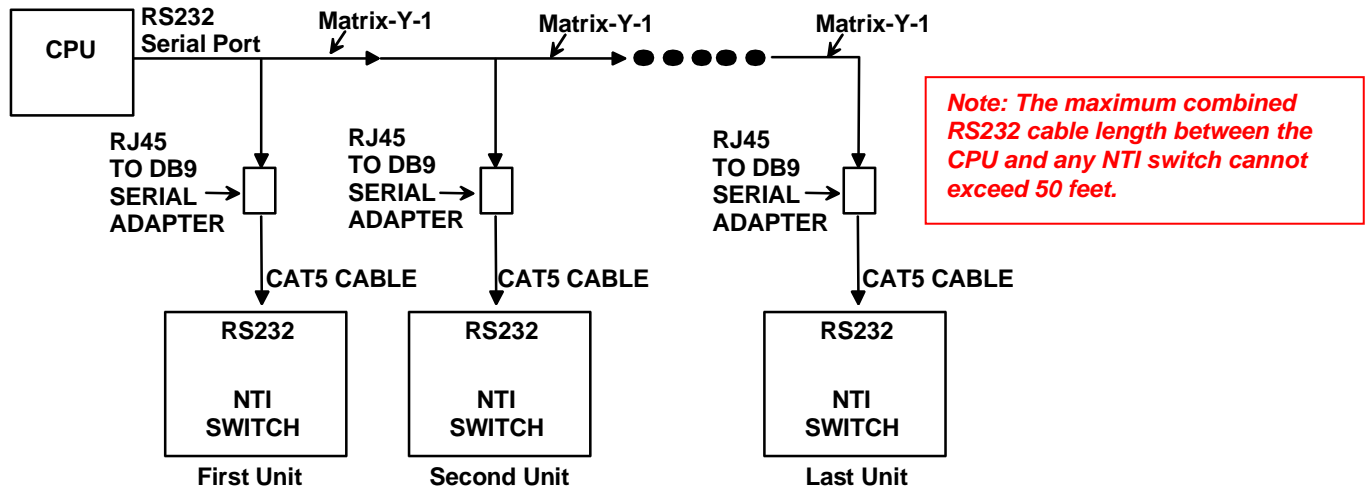 CPU
RS232
Serial Port
Matrix-Y-1
Matrix-Y-1
Matrix-Y-1
Note: The maximum combined
RS232 cable length between the
CPU and any NTI switch cannot
exceed 50 feet.
RJ45
TO DB9
SERIAL
ADAPTER
RJ45
TO DB9
SERIAL
ADAPTER
RJ45
TO DB9
SERIAL
ADAPTER
CAT5 CABLE
CAT5 CABLE
CAT5 CABLE
RS232
NTI
SWITCH
First Unit
RS232
NTI
SWITCH
Second Unit
RS232
NTI
SWITCH
Last Unit